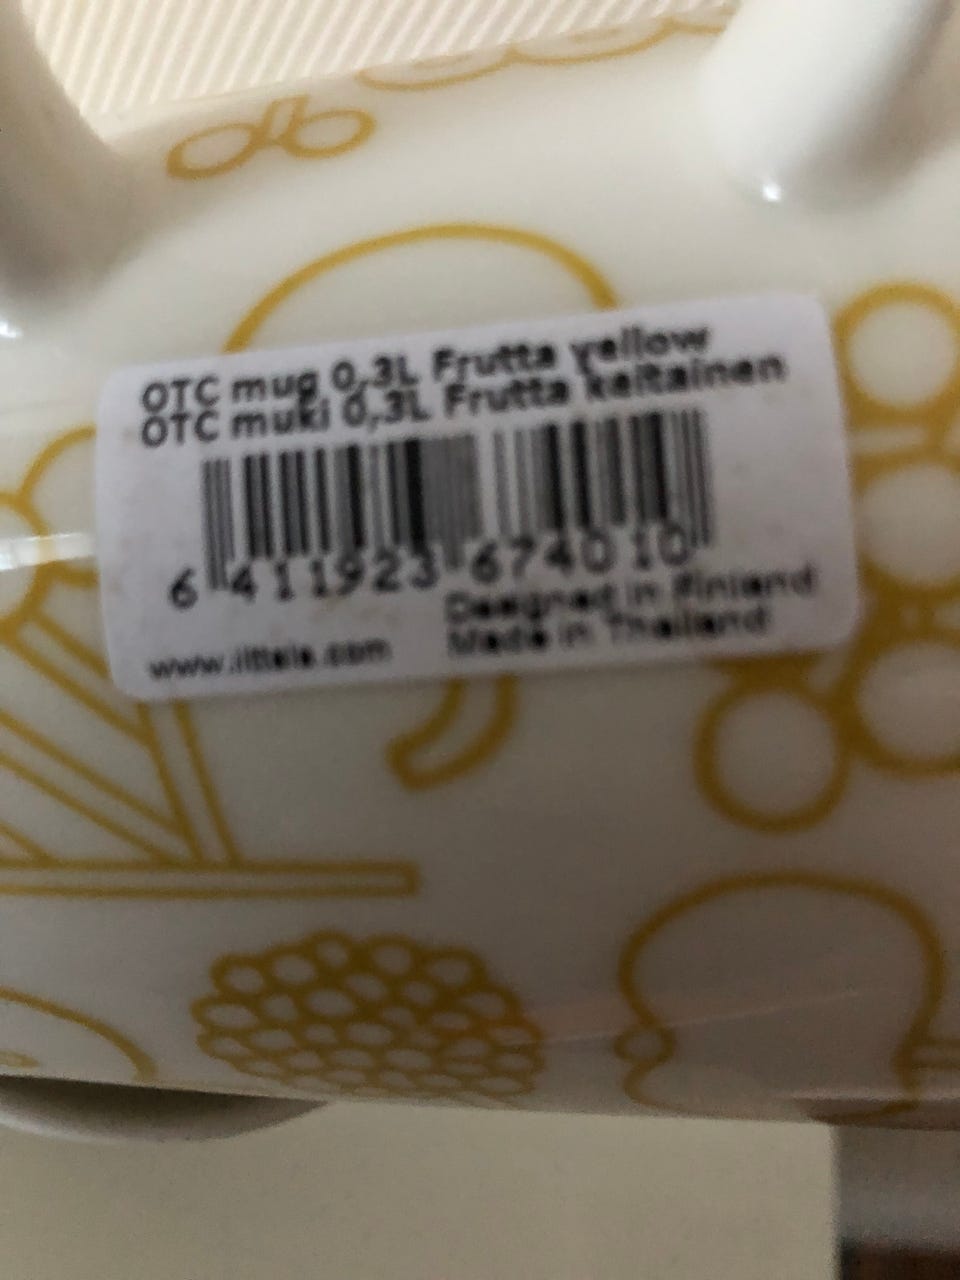 OTC mug 0,3L Frutta yellow
OTC muki 0,3L Frutta keltainen
6 411923 674010
Designed in Finland
www.iittala.com Made in Thailand